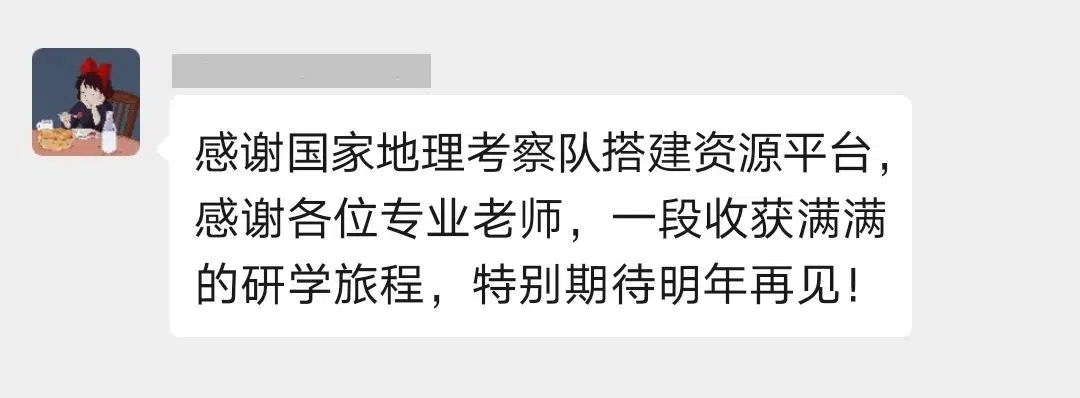 感谢国家地理考察队搭建资源平台，
感谢各位专业老师，一段收获满满
的研学旅程，特别期待明年再见！